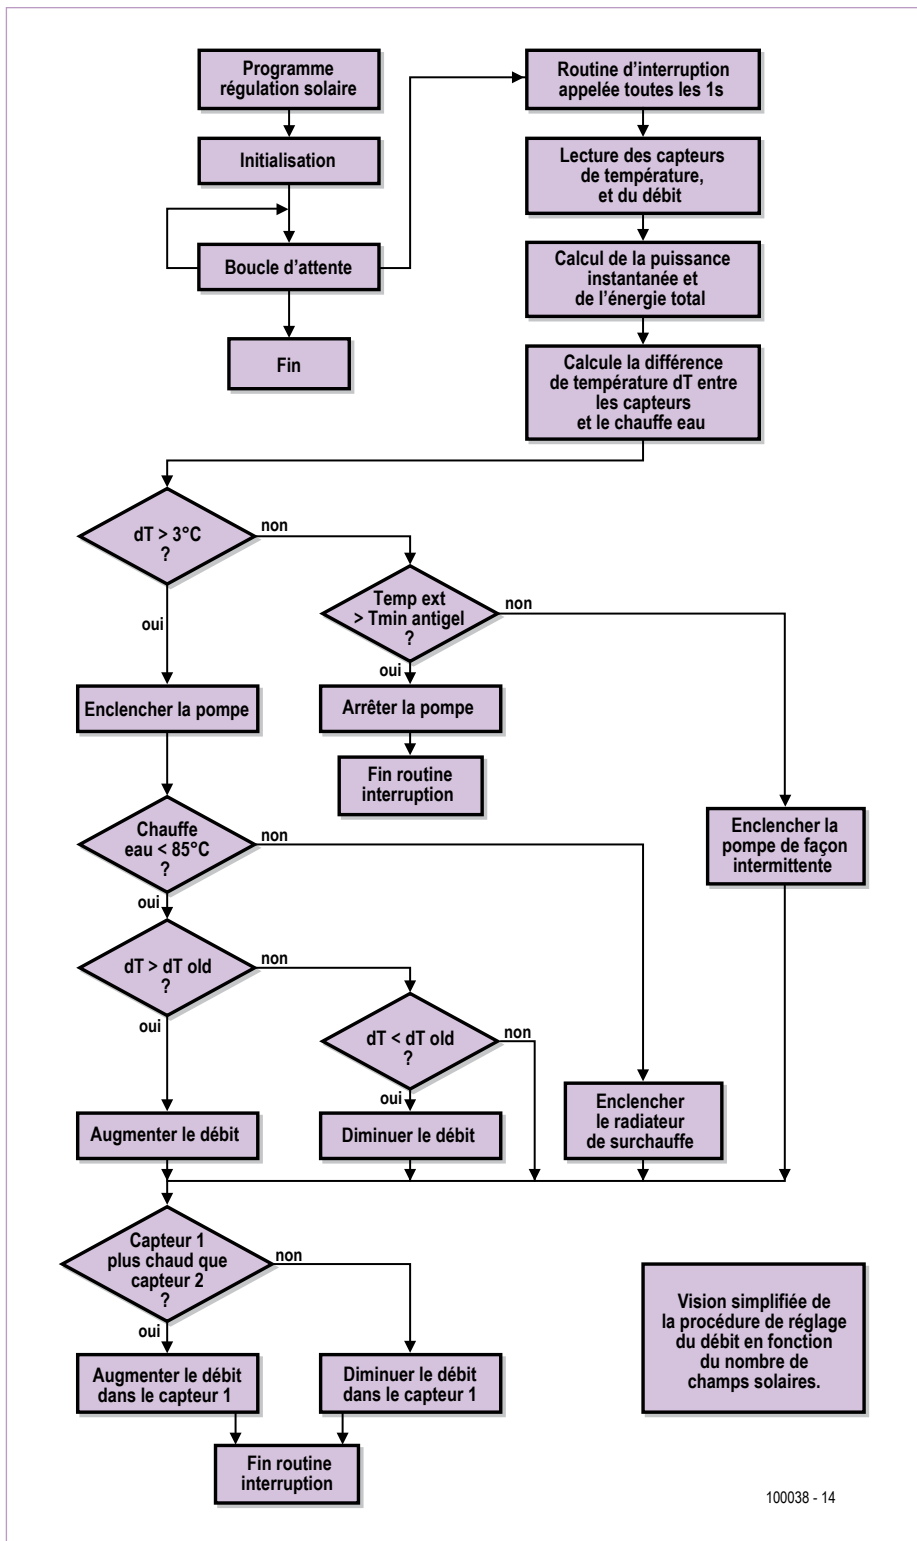 Programme
régulation solaire
Initialisation
Boucle d'attente
Fin
Routine d'interruption
appelée toutes les 1s
Lecture des capteurs
de température,
et du débit
Calcul de la puissance
instantanée et
de l'énergie total
Calcule la différence
de température dT entre
les capteurs
et le chauffe eau
dT > 3°C
?
non
oui
Temp ext
> Tmin antigel
?
non
oui
Enclencher la pompe
Arrêter la pompe
Fin routine
interruption
Enclencher la
pompe de façon
intermittente
Chauffe
eau < 85°C
?
non
oui
dT > dT old
?
non
oui
dT < dT old
?
non
oui
Augmenter le débit
Diminuer le débit
Enclencher
le radiateur
de surchauffe
Capteur 1
plus chaud que
capteur 2
?
non
oui
Augmenter le débit
dans le capteur 1
Diminuer le débit
dans le capteur 1
Fin routine
interruption
Vision simplifiée de
la procédure de réglage
du débit en fonction
du nombre de
champs solaires.
100038 - 14